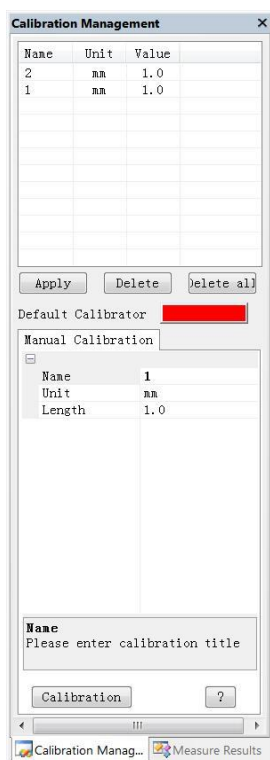 Calibration Management
Name Unit Value
2 mm 1.0
1 mm 1.0
Apply Delete Delete all
Default Calibrator
Manual Calibration
Name 1
Unit mm
Length 1.0
Name
Please enter calibration title
Calibration ?
Calibration Manag... Measure Results